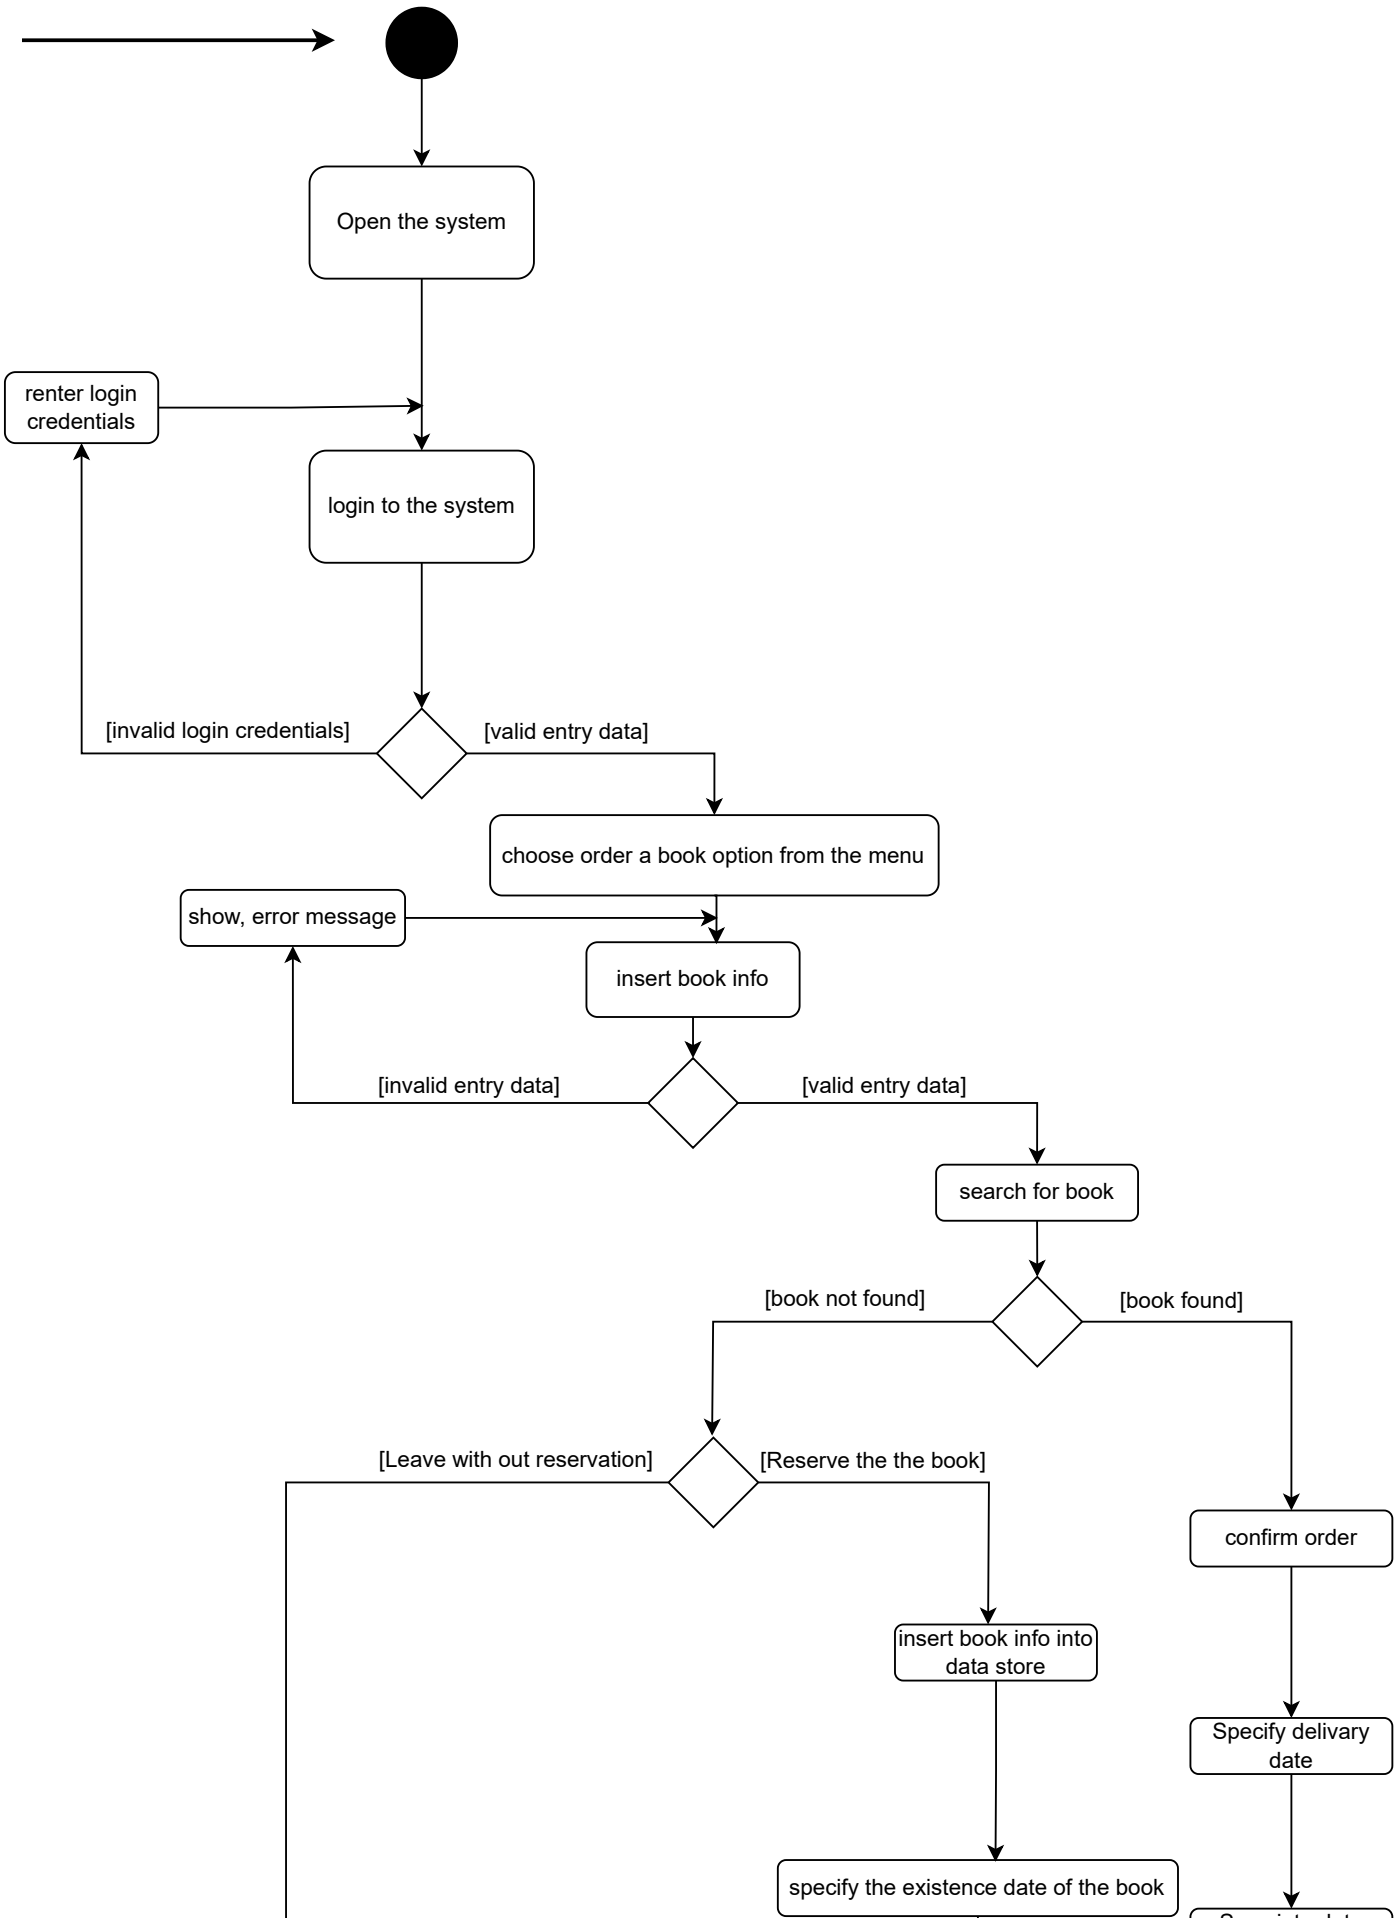 Open the system
renter login
credentials
login to the system
[invalid login credentials]
[valid entry data]
choose order a book option from the menu
show, error message
insert book info
[invalid entry data]
[valid entry data]
search for book
[book not found]
[book found]
[Leave with out reservation]
[Reserve the the book]
confirm order
insert book info into
data store
Specify delivary
date
specify the existence date of the book